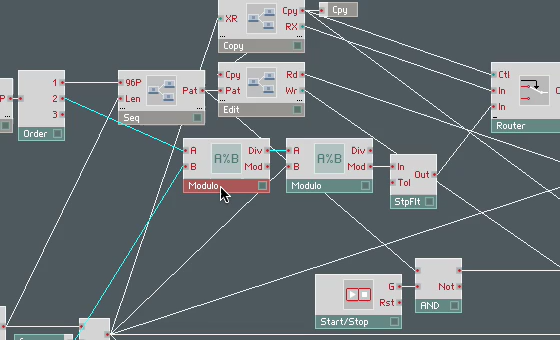 Cpy
XR
Cpy
RX
...
...
Copy
P
1
2
3
Order
96P
Len
Pat
...
Seq
Cpy
Pat
Rd
Wr
...
...
Edit
Ctl
In
In
...
Router
A
B
A%B
Div
Mod
Modulo
A
B
A%B
Div
Mod
Modulo
In
Tol
Out
StpFlt
G
Rst
Start/Stop
Not
AND